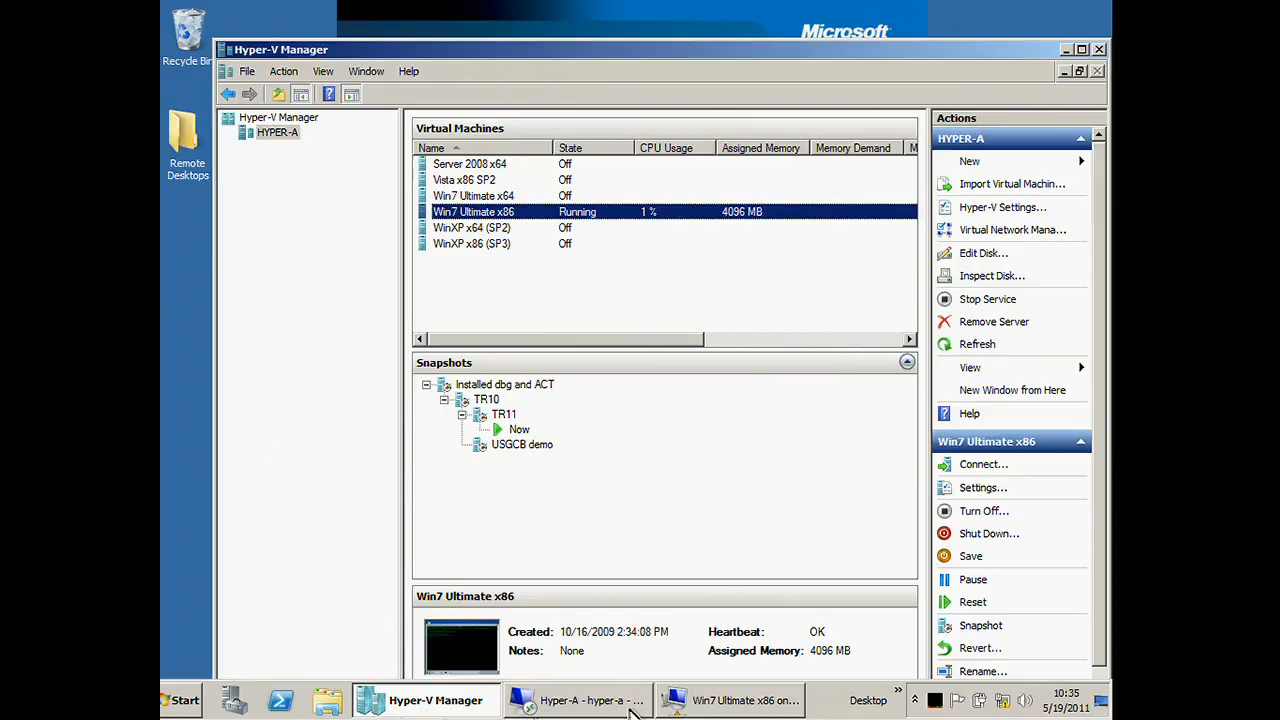 Microsoft
Recycle Bin
Remote
Desktops
Hyper-V Manager
File Action View Window Help
Hyper-V Manager
HYPER-A
Virtual Machines
Name State CPU Usage Assigned Memory Memory Demand M
Server 2008 x64 Off
Vista x86 SP2 Off
Win7 Ultimate x64 Off
Win7 Ultimate x86 Running 1 % 4096 MB
WinXP x64 (SP2) Off
WinXP x86 (SP3) Off
Snapshots
Installed dbg and ACT
TR10
TR11
Now
USGCB demo
Win7 Ultimate x86
Created: 10/16/2009 2:34:08 PM Heartbeat: OK
Notes: None Assigned Memory: 4096 MB
Actions
HYPER-A
New
Import Virtual Machin...
Hyper-V Settings...
Virtual Network Mana...
Edit Disk...
Inspect Disk...
Stop Service
Remove Server
Refresh
View
New Window from Here
Help
Win7 Ultimate x86
Connect...
Settings...
Turn Off...
Shut Down...
Save
Pause
Reset
Snapshot
Revert...
Rename...
Start Hyper-V Manager Hyper-A - hyper-a - ... Win7 Ultimate x86 on... Desktop » 10:35
5/19/2011